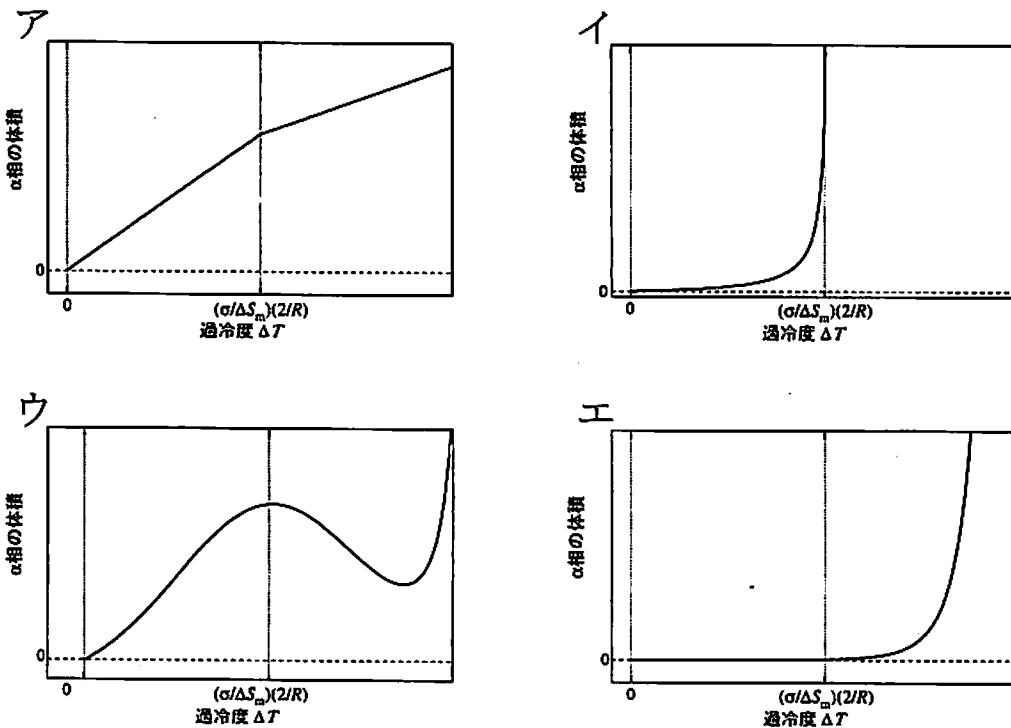 ア
α相の体積
0
0
(σ/ΔSm)(2/R)
過冷度 ΔT
イ
α相の体積
0
0
(σ/ΔSm)(2/R)
過冷度 ΔT
ウ
α相の体積
0
0
(σ/ΔSm)(2/R)
過冷度 ΔT
エ
α相の体積
0
0
(σ/ΔSm)(2/R)
過冷度 ΔT